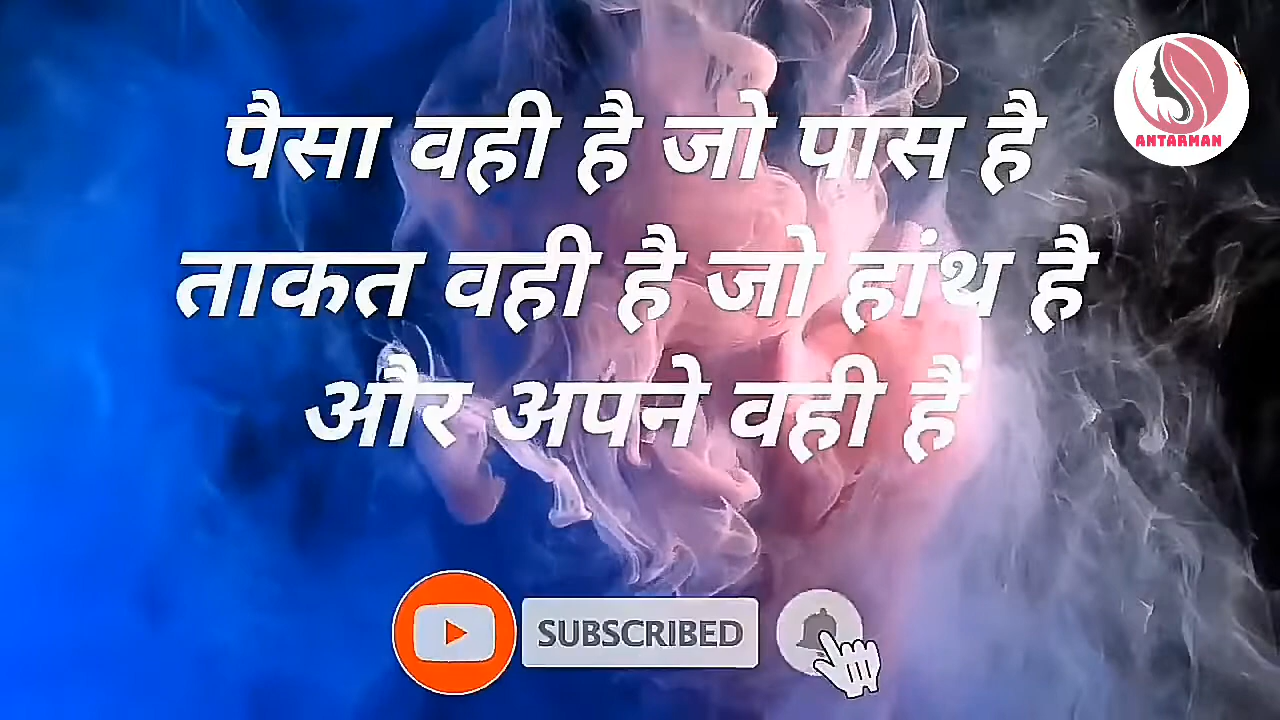 ANTARMAN
पैसा वही है जो पास है
ताकत वही है जो हांथ है
और अपने वही हैं
SUBSCRIBED